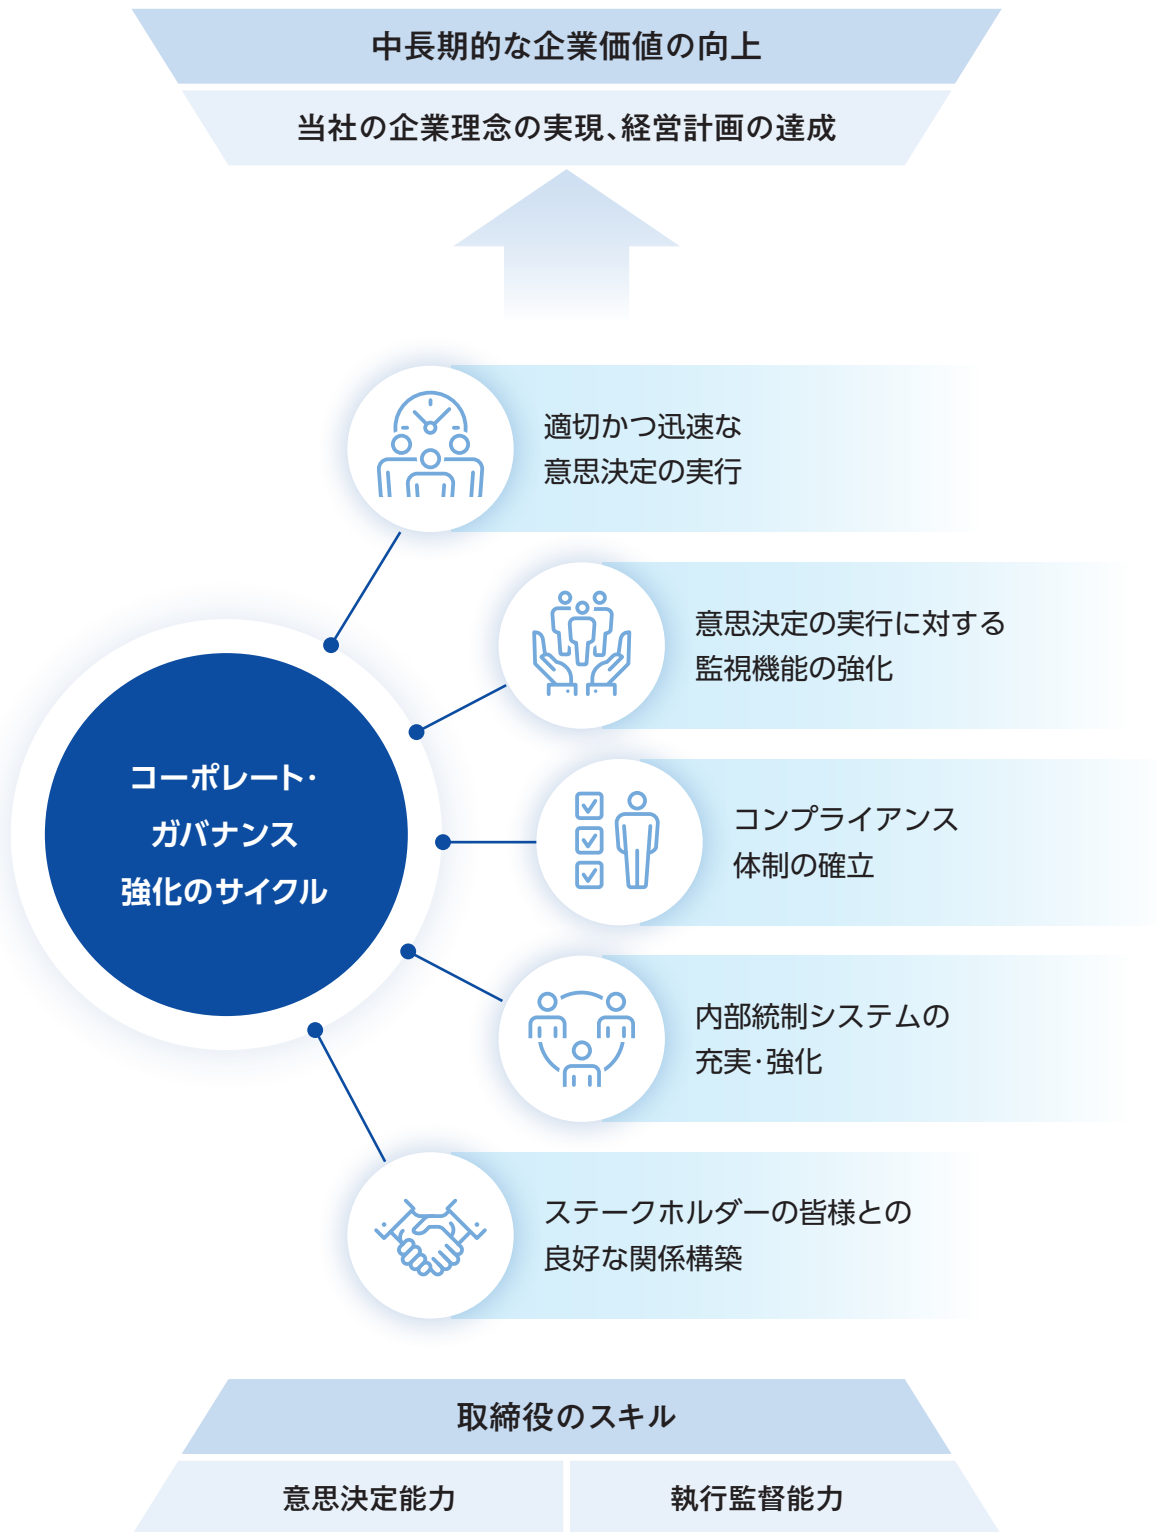 中長期的な企業価値の向上
当社の企業理念の実現、経営計画の達成
適切かつ迅速な
意思決定の実行
意思決定の実行に対する
監視機能の強化
コーポレート・
ガバナンス
強化のサイクル
コンプライアンス
体制の確立
内部統制システムの
充実・強化
ステークホルダーの皆様との
良好な関係構築
取締役のスキル
意思決定能力
執行監督能力